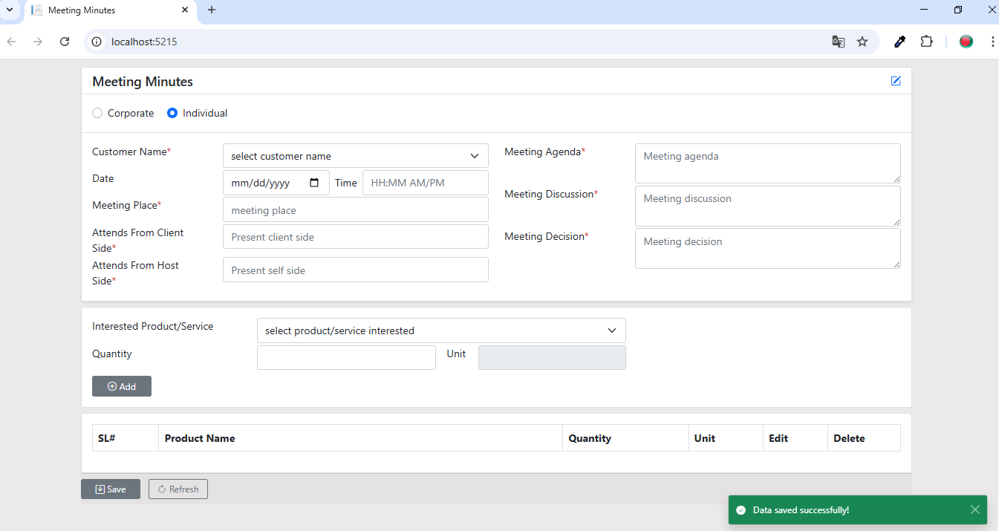 Meeting Minutes
localhost:5215
Meeting Minutes
Corporate Individual
Customer Name* select customer name
Date mm/dd/yyyy Time HH:MM AM/PM
Meeting Place* meeting place
Attends From Client
Side* Present client side
Attends From Host
Side* Present self side
Meeting Agenda* Meeting agenda
Meeting Discussion* Meeting discussion
Meeting Decision* Meeting decision
Interested Product/Service select product/service interested
Quantity Unit
Add
SL# Product Name Quantity Unit Edit Delete
Save Refresh
Data saved successfully!